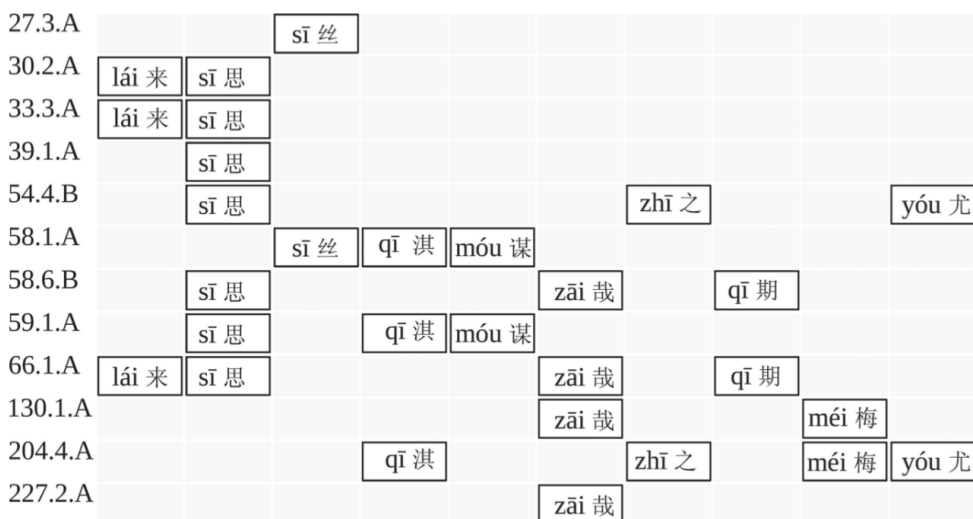 27.3.A sī 丝
30.2.A lái 来 sī 思
33.3.A lái 来 sī 思
39.1.A sī 思
54.4.B sī 思 zhī 之 yóu 尤
58.1.A sī 丝 qī 淇 móu 谋
58.6.B sī 思 zāi 哉 qī 期
59.1.A sī 思 qī 淇 móu 谋
66.1.A lái 来 sī 思 zāi 哉 qī 期
130.1.A zāi 哉 méi 梅
204.4.A qī 淇 zhī 之 méi 梅 yóu 尤
227.2.A zāi 哉